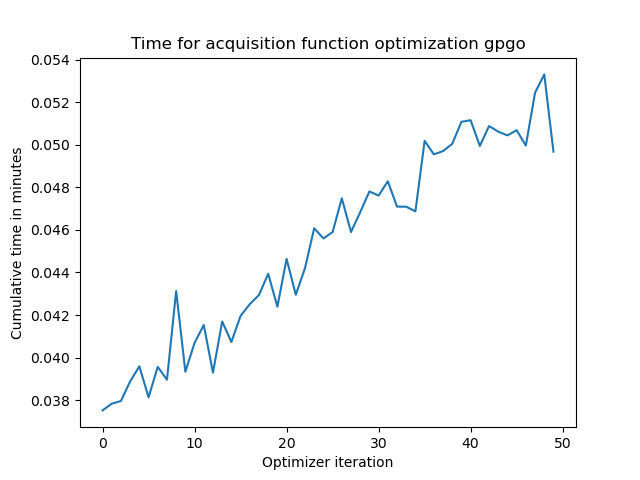 Time for acquisition function optimization gpgo
0.054
0.052
0.050
0.048
0.046
0.044
0.042
0.040
0.038
Cumulative time in minutes
0 10 20 30 40 50
Optimizer iteration